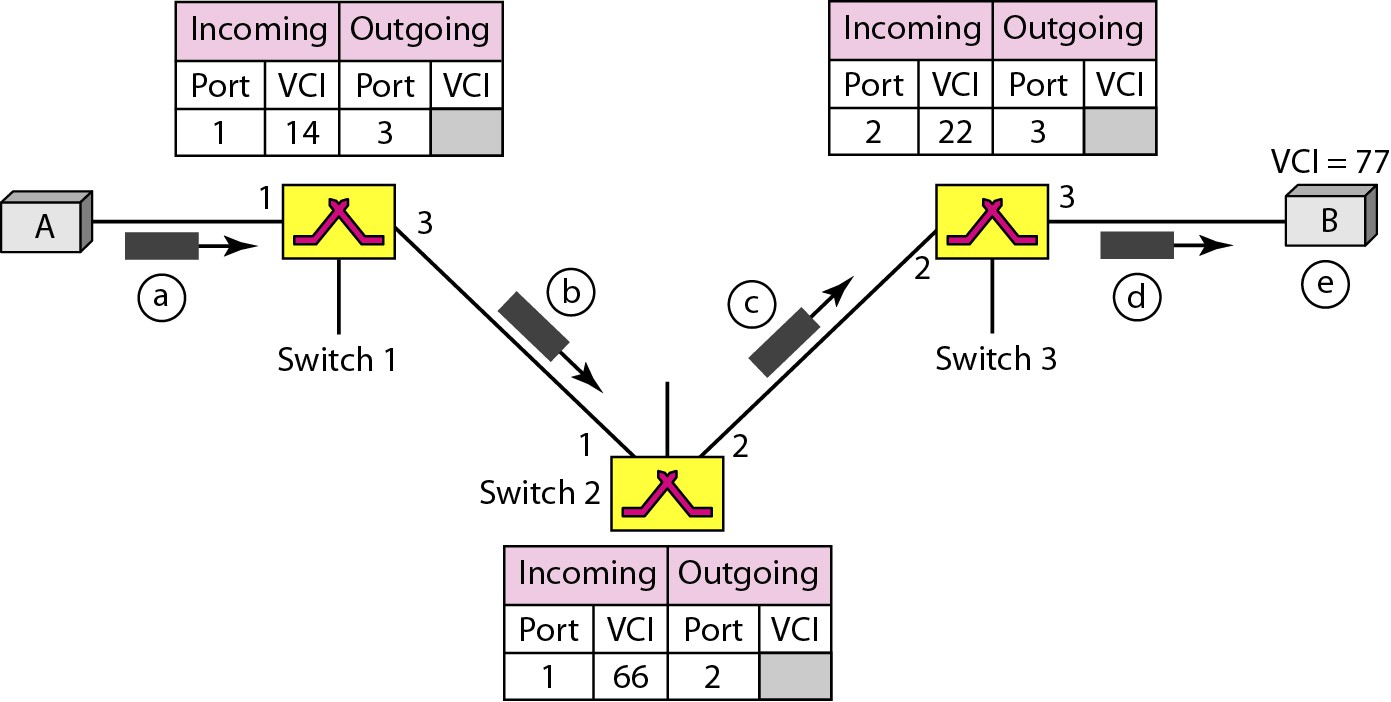 Incoming Outgoing
Port VCI Port VCI
1 14 3
Incoming Outgoing
Port VCI Port VCI
2 22 3
VCI = 77
A
1
3
a
Switch 1
b
c
2
3
Switch 3
d
B
e
1
2
Switch 2
Incoming Outgoing
Port VCI Port VCI
1 66 2